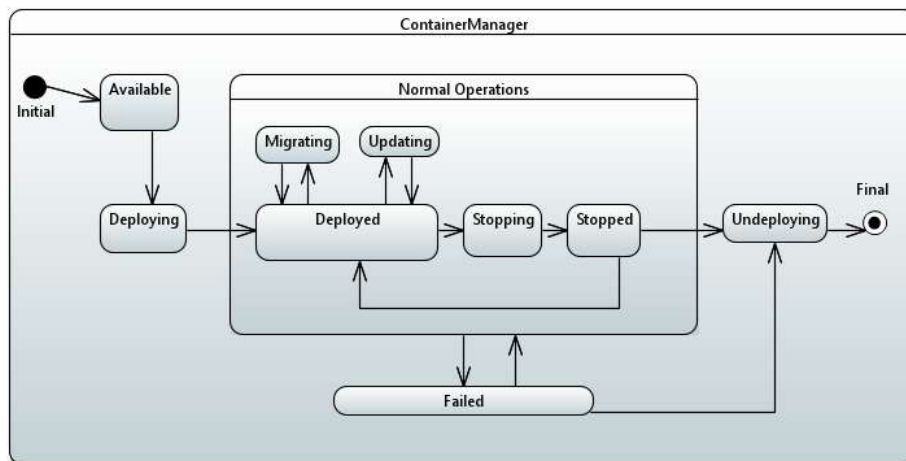 ContainerManager
Initial
Available
Normal Operations
Migrating
Updating
Deploying
Deployed
Stopping
Stopped
Undeploying
Final
Failed